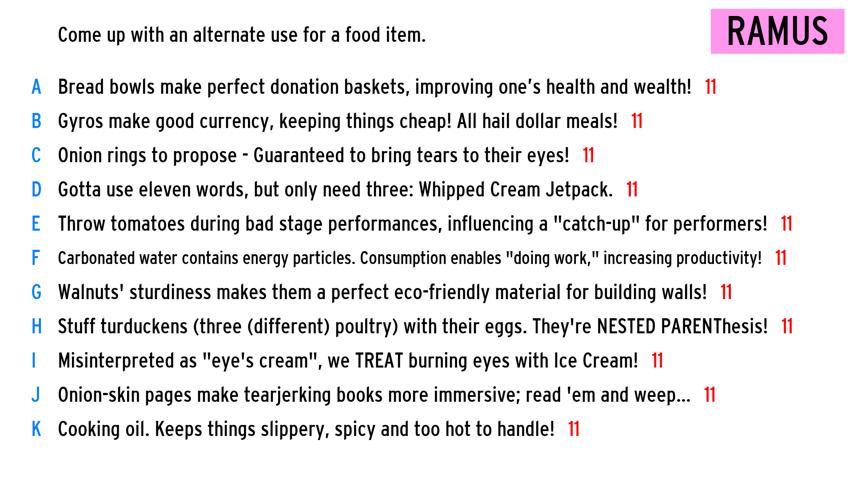 Come up with an alternate use for a food item.
RAMUS
A Bread bowls make perfect donation baskets, improving one’s health and wealth! 11
B Gyros make good currency, keeping things cheap! All hail dollar meals! 11
C Onion rings to propose - Guaranteed to bring tears to their eyes! 11
D Gotta use eleven words, but only need three: Whipped Cream Jetpack. 11
E Throw tomatoes during bad stage performances, influencing a "catch-up" for performers! 11
F Carbonated water contains energy particles. Consumption enables "doing work," increasing productivity! 11
G Walnuts' sturdiness makes them a perfect eco-friendly material for building walls! 11
H Stuff turduckens (three (different) poultry) with their eggs. They're NESTED PARENThesis! 11
I Misinterpreted as "eye's cream", we TREAT burning eyes with Ice Cream! 11
J Onion-skin pages make tearjerking books more immersive; read 'em and weep... 11
K Cooking oil. Keeps things slippery, spicy and too hot to handle! 11